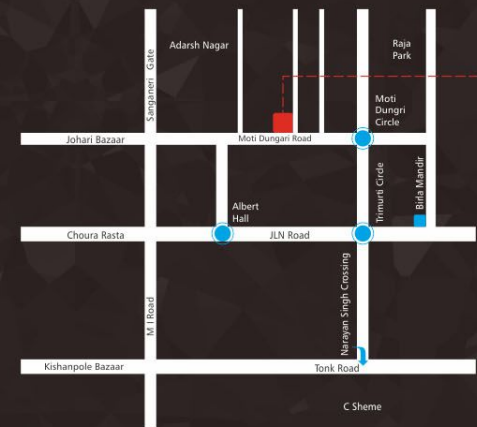 Adarsh Nagar
Raja
Park
Sanganeri Gate
Moti
Dungri
Circle
Johari Bazaar
Moti Dungari Road
Trimurti Circle
Birla Mandir
Albert
Hall
Choura Rasta
JLN Road
M I Road
Narayan Singh Crossing
Kishanpole Bazaar
Tonk Road
C Sheme